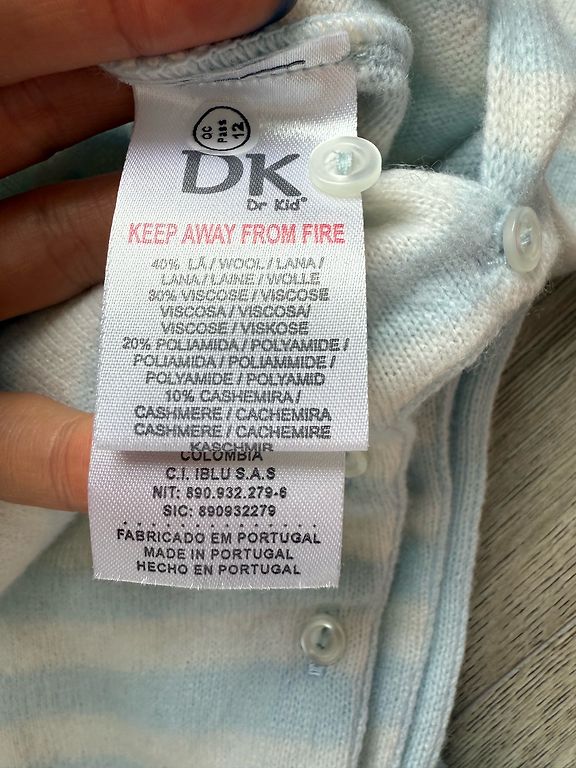 QC
Pass
12
DK
Dr Kid®
KEEP AWAY FROM FIRE
40% LÃ / WOOL / LANA /
LANA / LAINE / WOLLE
30% VISCOSE / VISCOSE
VISCOSA / VISCOSA/
VISCOSE / VISKOSE
20% POLIAMIDA / POLYAMIDE /
POLIAMIDA / POLIAMMIDE /
POLYAMIDE / POLYAMID
10% CASHEMIRA /
CASHMERE / CACHEMIRA
CASHMERE / CACHEMIRE
KASCHMIR
COLOMBIA
C.I. IBLU S.A.S
NIT: 890.932.279-6
SIC: 890932279
FABRICADO EM PORTUGAL
MADE IN PORTUGAL
HECHO EN PORTUGAL